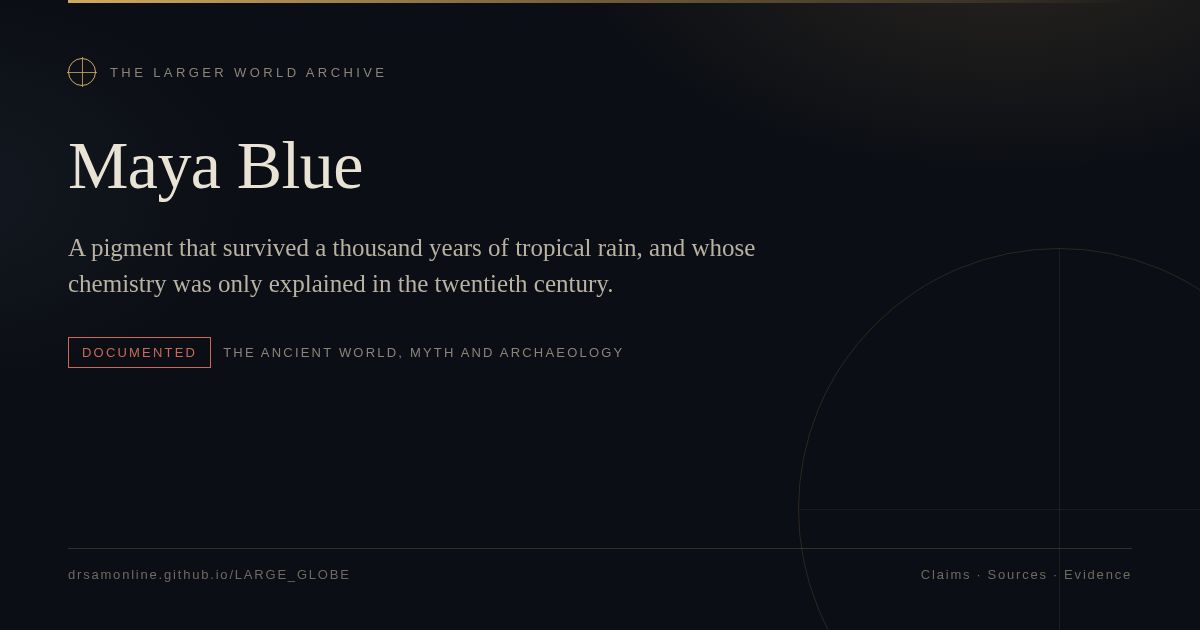 THE LARGER WORLD ARCHIVE
Maya Blue
A pigment that survived a thousand years of tropical rain, and whose
chemistry was only explained in the twentieth century.
DOCUMENTED THE ANCIENT WORLD, MYTH AND ARCHAEOLOGY
drsamonline.github.io/LARGE_GLOBE Claims · Sources · Evidence